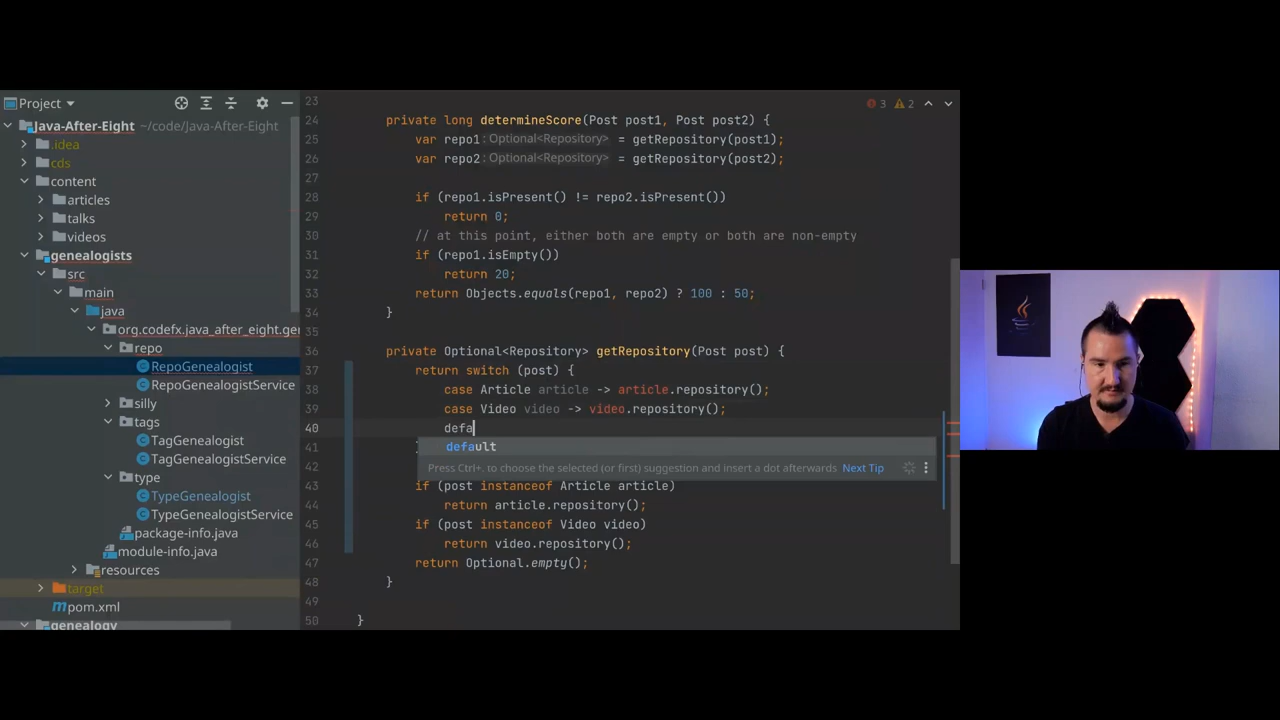 Project
Java-After-Eight ~/code/Java-After-Eight
.idea
cds
content
articles
talks
videos
genealogists
src
main
java
org.codefx.java_after_eight.ger
repo
RepoGenealogist
RepoGenealogistService
silly
tags
TagGenealogist
TagGenealogistService
type
TypeGenealogist
TypeGenealogistService
package-info.java
module-info.java
resources
target
pom.xml
genealogy
3 2
23
24 private long determineScore(Post post1, Post post2) {
25 var repo1 : Optional<Repository> = getRepository(post1);
26 var repo2 : Optional<Repository> = getRepository(post2);
27
28 if (repo1.isPresent() != repo2.isPresent())
29 return 0;
30 // at this point, either both are empty or both are non-empty
31 if (repo1.isEmpty())
32 return 20;
33 return Objects.equals(repo1, repo2) ? 100 : 50;
34 }
35
36 private Optional<Repository> getRepository(Post post) {
37 return switch (post) {
38 case Article article -> article.repository();
39 case Video video -> video.repository();
40 defa
41 default
42 Press Ctrl+. to choose the selected (or first) suggestion and insert a dot afterwards Next Tip
43 if (post instanceof Article article)
44 return article.repository();
45 if (post instanceof Video video)
46 return video.repository();
47 return Optional.empty();
48 }
49
50 }